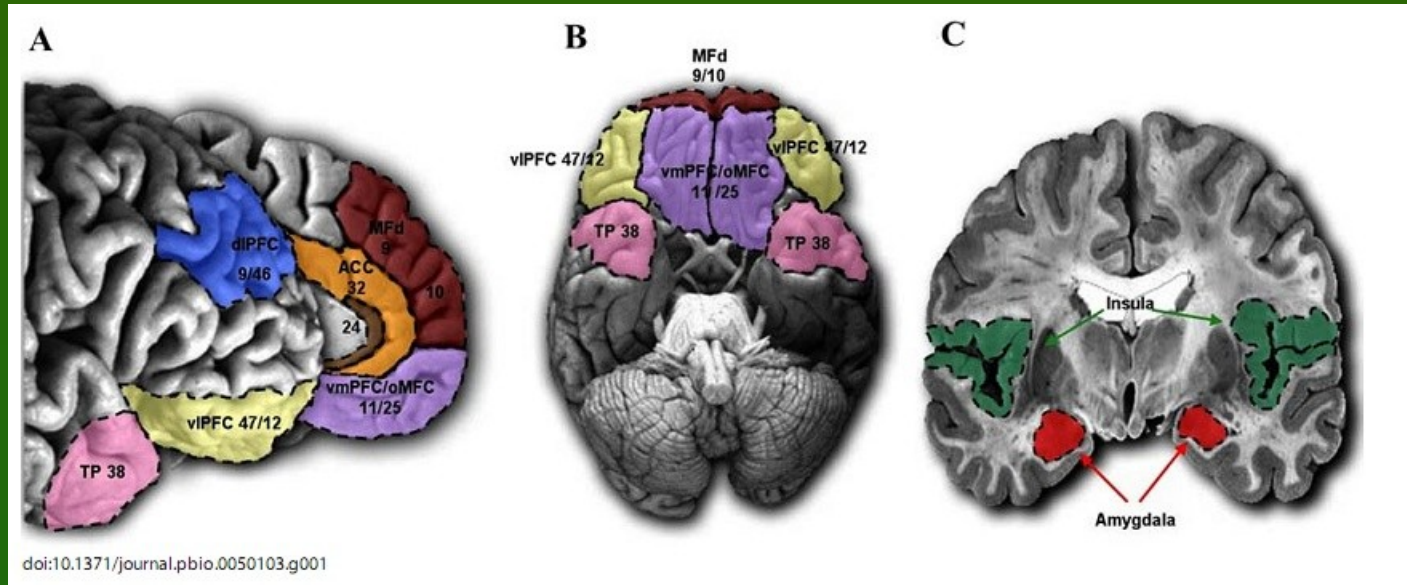 A
B
C
MFd
9/10
vlPFC 47/12
vlPFC 47/12
vmPFC/oMFC
11/25
TP 38
TP 38
dlPFC
9/46
MFd
9
10
ACC
32
24
vmPFC/oMFC
11/25
vlPFC 47/12
TP 38
Insula
Amygdala
doi:10.1371/journal.pbio.0050103.g001